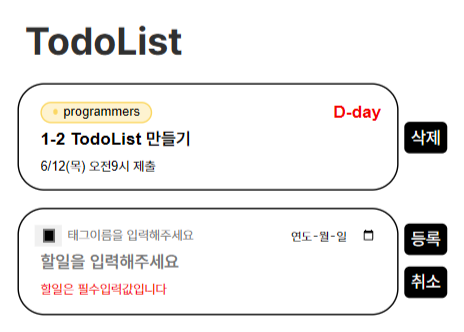 TodoList
programmers
D-day
1-2 TodoList 만들기
삭제
6/12(목) 오전9시 제출
태그이름을 입력해주세요
연도-월-일
등록
할일을 입력해주세요
할일은 필수입력값입니다
취소